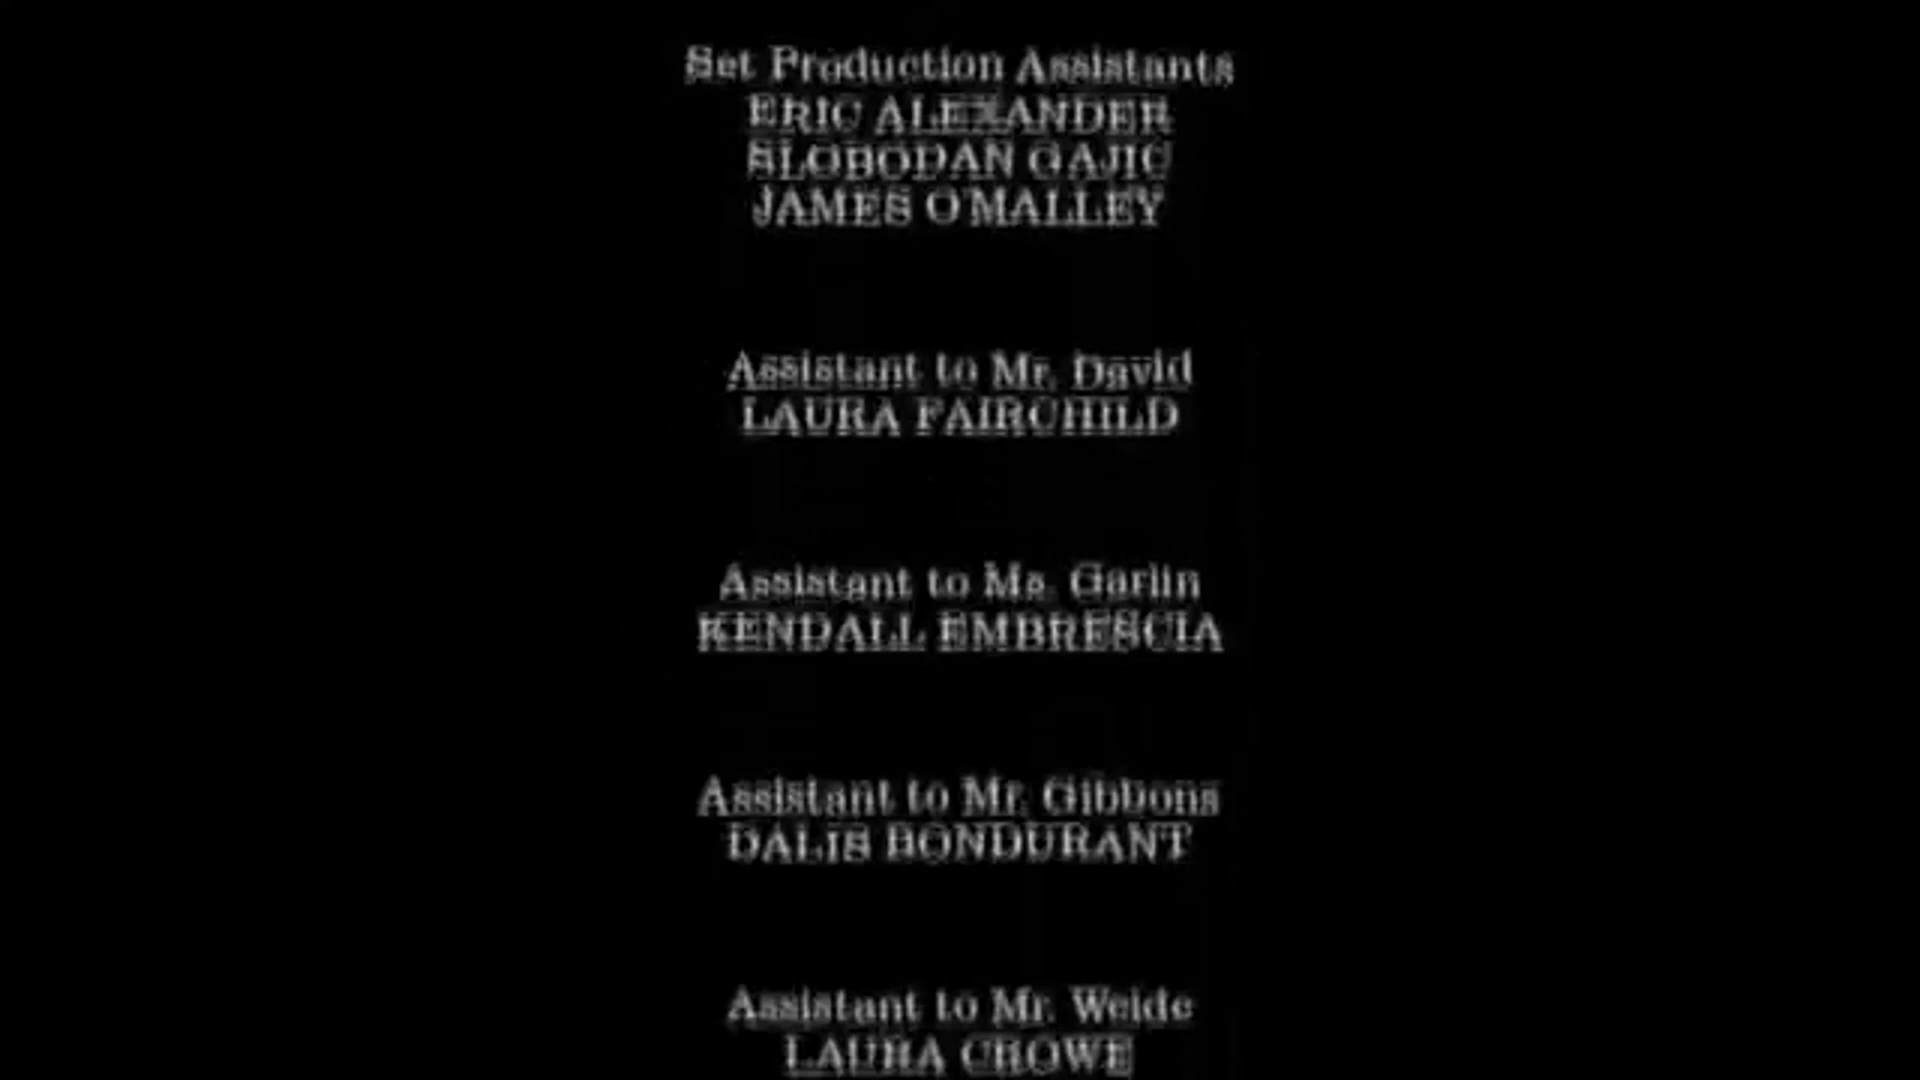 Set Production Assistants
ERIC ALEXANDER
SLOBODAN GAJIC
JAMES O'MALLEY
Assistant to Mr. David
LAURA FAIRCHILD
Assistant to Ms. Garlin
KENDALL EMBRESCIA
Assistant to Mr. Gibbons
DALIS BONDURANT
Assistant to Mr. Weide
LAURA CROWE